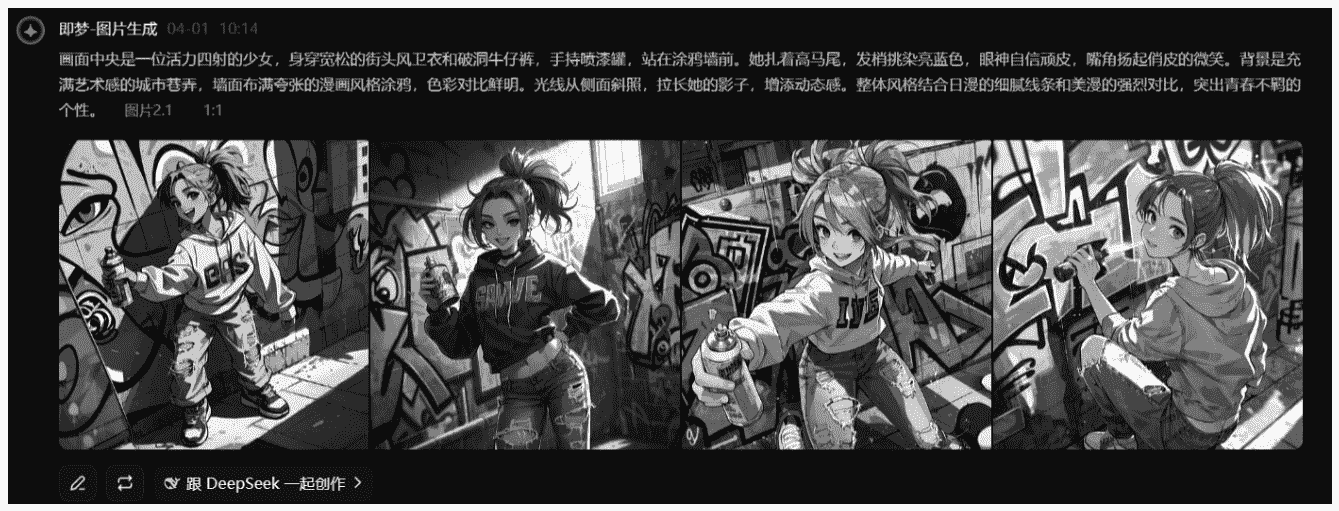 即梦-图片生成 04-01 10:14
画面中央是一位活力四射的少女，身穿宽松的街头风卫衣和破洞牛仔裤，手持喷漆罐，站在涂鸦墙前。她扎着高马尾，发梢挑染亮蓝色，眼神自信顽皮，嘴角扬起俏皮的微笑。背景是充
满艺术感的城市巷弄，墙面布满夸张的漫画风格涂鸦，色彩对比鲜明。光线从侧面斜照，拉长她的影子，增添动态感。整体风格结合日漫的细腻线条和美漫的强烈对比，突出青春不羁的
个性。 图片2.1 1:1
跟 DeepSeek 一起创作